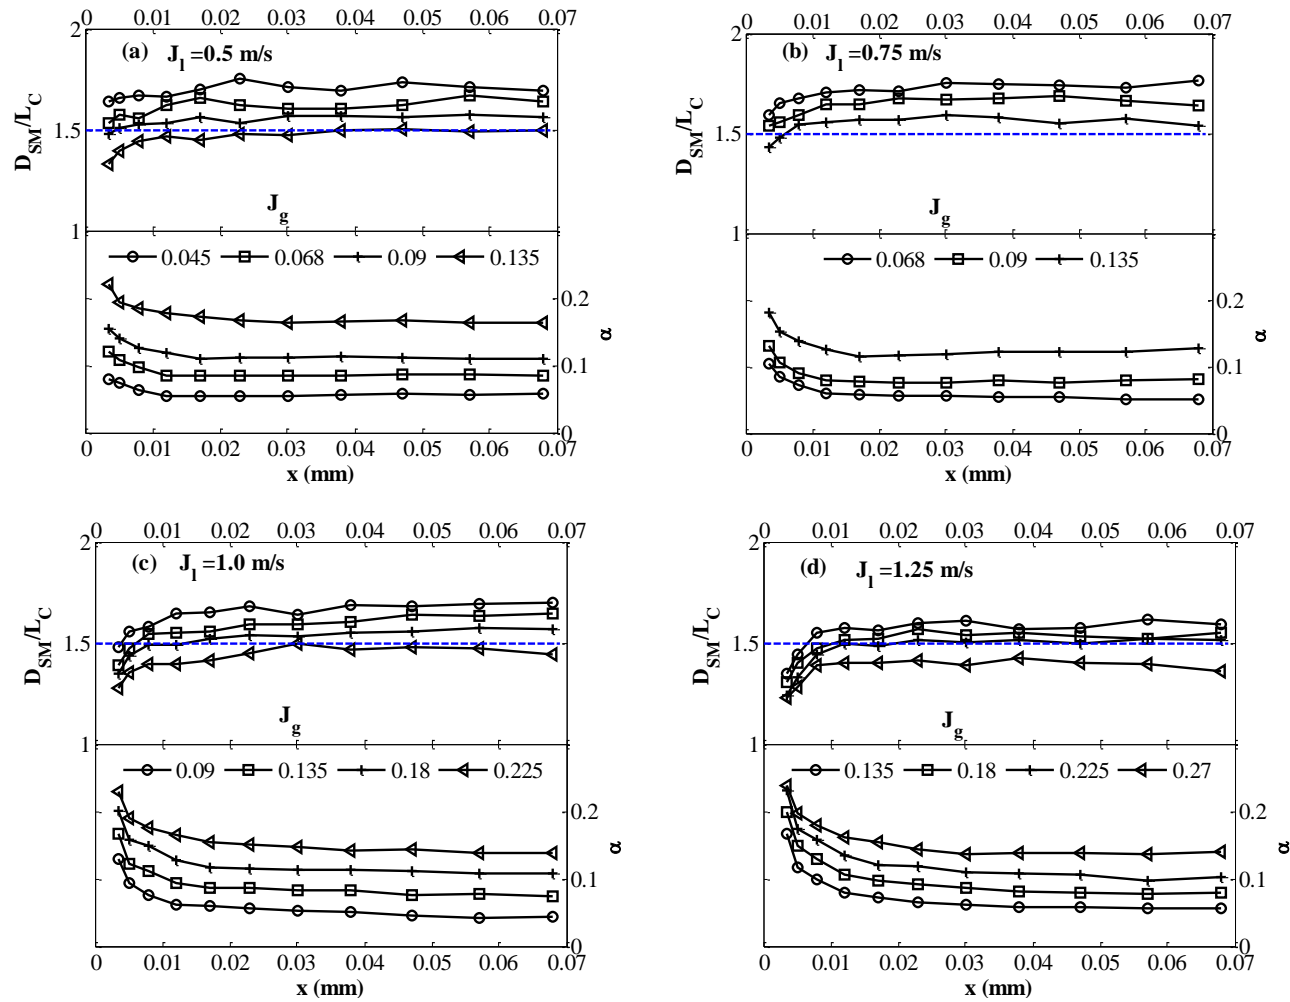 0 0.01 0.02 0.03 0.04 0.05 0.06 0.07
2
(a) J_l =0.5 m/s
D_SM/L_C
1.5
J_g
1
0.045 0.068 0.09 0.135
0.2
α
0.1
0
0 0.01 0.02 0.03 0.04 0.05 0.06 0.07
x (mm)
0 0.01 0.02 0.03 0.04 0.05 0.06 0.07
2
(b) J_l =0.75 m/s
D_SM/L_C
1.5
J_g
1
0.068 0.09 0.135
0.2
α
0.1
0
0 0.01 0.02 0.03 0.04 0.05 0.06 0.07
x (mm)
0 0.01 0.02 0.03 0.04 0.05 0.06 0.07
2
(c) J_l =1.0 m/s
D_SM/L_C
1.5
J_g
1
0.09 0.135 0.18 0.225
0.2
α
0.1
0
0 0.01 0.02 0.03 0.04 0.05 0.06 0.07
x (mm)
0 0.01 0.02 0.03 0.04 0.05 0.06 0.07
2
(d) J_l =1.25 m/s
D_SM/L_C
1.5
J_g
1
0.135 0.18 0.225 0.27
0.2
α
0.1
0
0 0.01 0.02 0.03 0.04 0.05 0.06 0.07
x (mm)